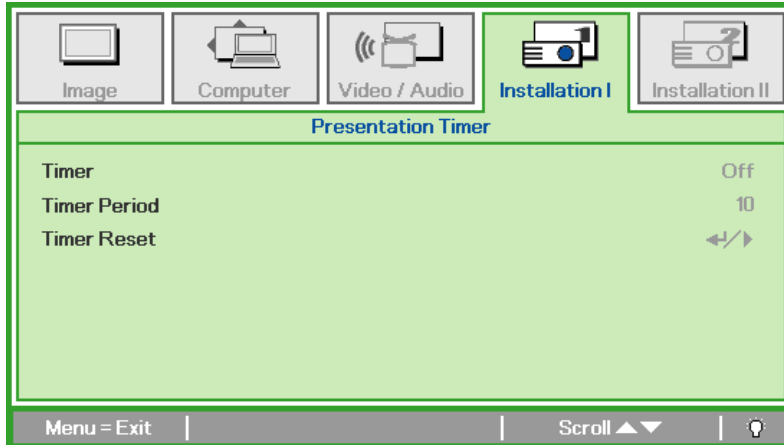 Image Computer Video / Audio Installation I Installation II
Presentation Timer
Timer Off
Timer Period 10
Timer Reset ↵/▶
Menu = Exit Scroll ▲▼